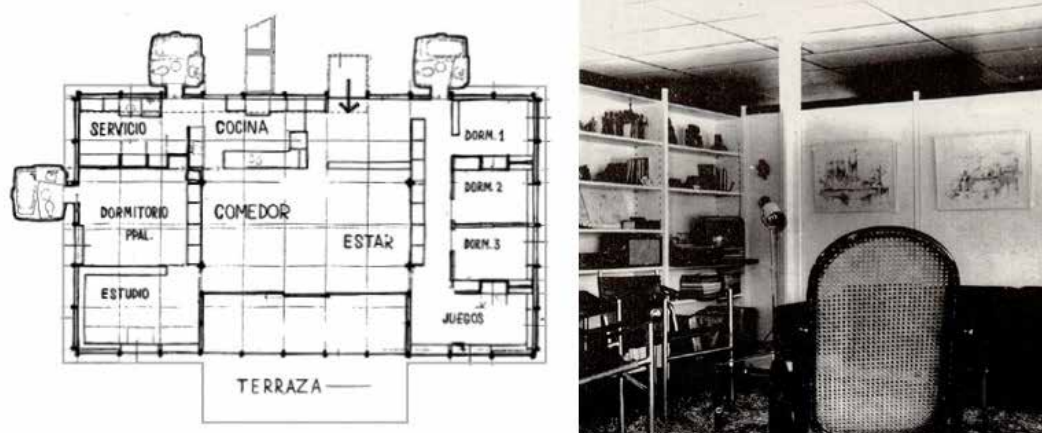 SERVICIO
COCINA
DORM. 1
DORM. 2
DORMITORIO
PPAL.
COMEDOR
ESTAR
DORM. 3
ESTUDIO
JUEGOS
TERRAZA